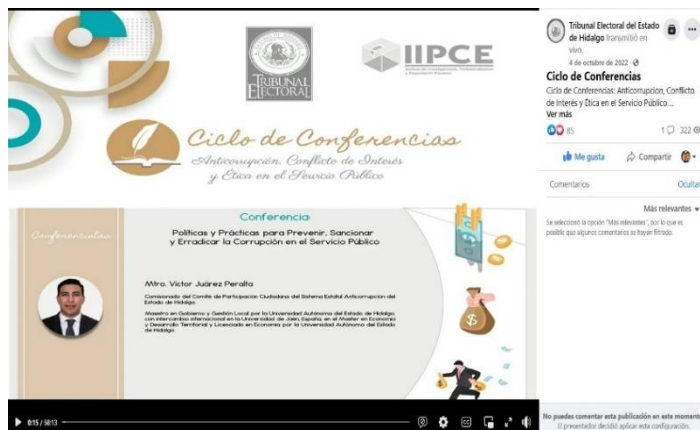 TRIBUNAL
ELECTORAL
IIPCE
Ciclo de Conferencias
Anticorrupción, Conflicto de Interés
y Ética en el Servicio Público
Conferencistas
Conferencia
Políticas y Prácticas para Prevenir, Sancionar
y Erradicar la Corrupción en el Servicio Público
Mtro. Víctor Juárez Peralta
Comisionado del Comité de Participación Ciudadana del Sistema Estatal Anticorrupción del
Estado de Hidalgo.
Maestro en Gobierno y Gestión Local por la Universidad Autónoma del Estado de Hidalgo,
con intercambio internacional en la Universidad de Jaén, España, en el Master en Economía
y Desarrollo Territorial y Licenciado en Economía por la Universidad Autónoma del Estado
de Hidalgo
0:15 / 58:13
Tribunal Electoral del Estado
de Hidalgo transmitió en
vivo.
4 de octubre de 2022
Ciclo de Conferencias
Ciclo de Conferencias: Anticorrupcion, Conflicto
de Interés y Ética en el Servicio Público...
Ver más
85
1
322
Me gusta
Compartir
Comentarios
Ocultar
Más relevantes
Se seleccionó la opción "Más relevantes", por lo que es
posible que algunos comentarios se hayan filtrado.
No puedes comentar esta publicación en este momento
El presentador decidió aplicar esta configuración.